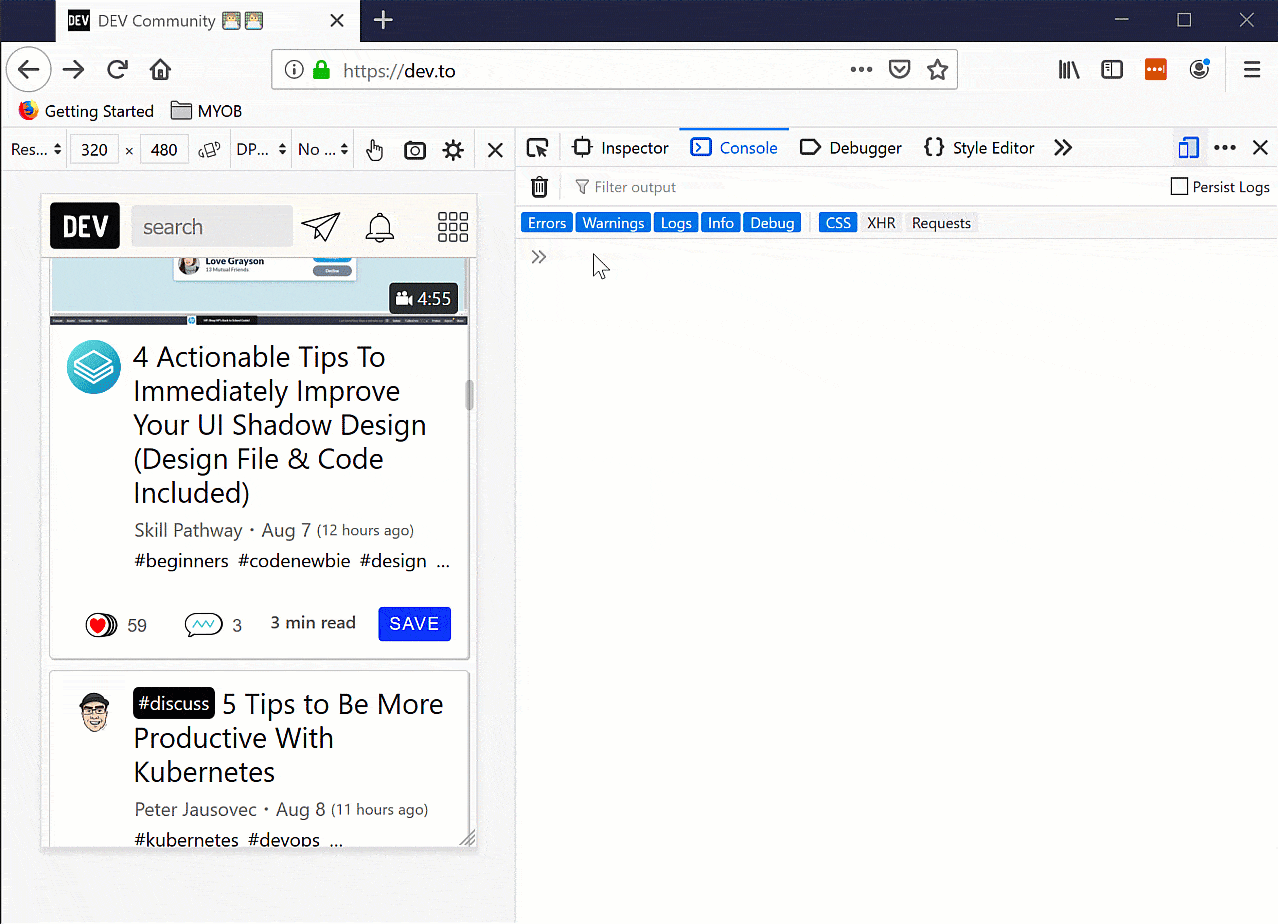 DEV DEV Community
https://dev.to
Getting Started MYOB
Res... 320 × 480 DP... No ...
Inspector Console Debugger { } Style Editor
Filter output Persist Logs
Errors Warnings Logs Info Debug CSS XHR Requests
DEV search
Love Grayson
13 Mutual Friends
4:55
4 Actionable Tips To
Immediately Improve
Your UI Shadow Design
(Design File & Code
Included)
Skill Pathway・Aug 7 (12 hours ago)
#beginners #codenewbie #design ...
59 3 3 min read SAVE
#discuss 5 Tips to Be More
Productive With
Kubernetes
Peter Jausovec・Aug 8 (11 hours ago)
#kubernetes #devops ...